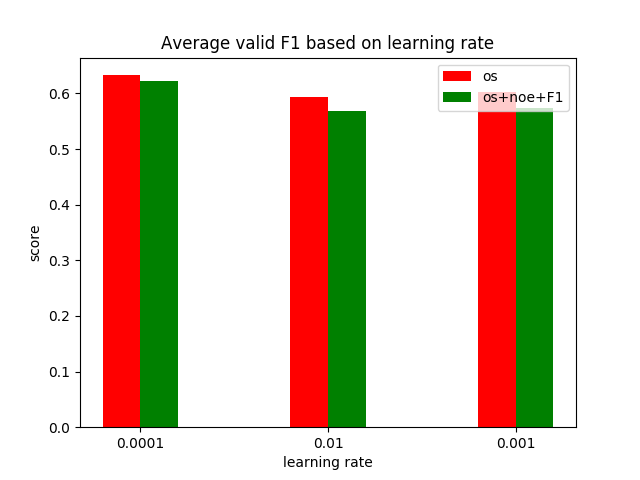 Average valid F1 based on learning rate
os
os+noe+F1
score
0.6
0.5
0.4
0.3
0.2
0.1
0.0
0.0001
0.01
0.001
learning rate